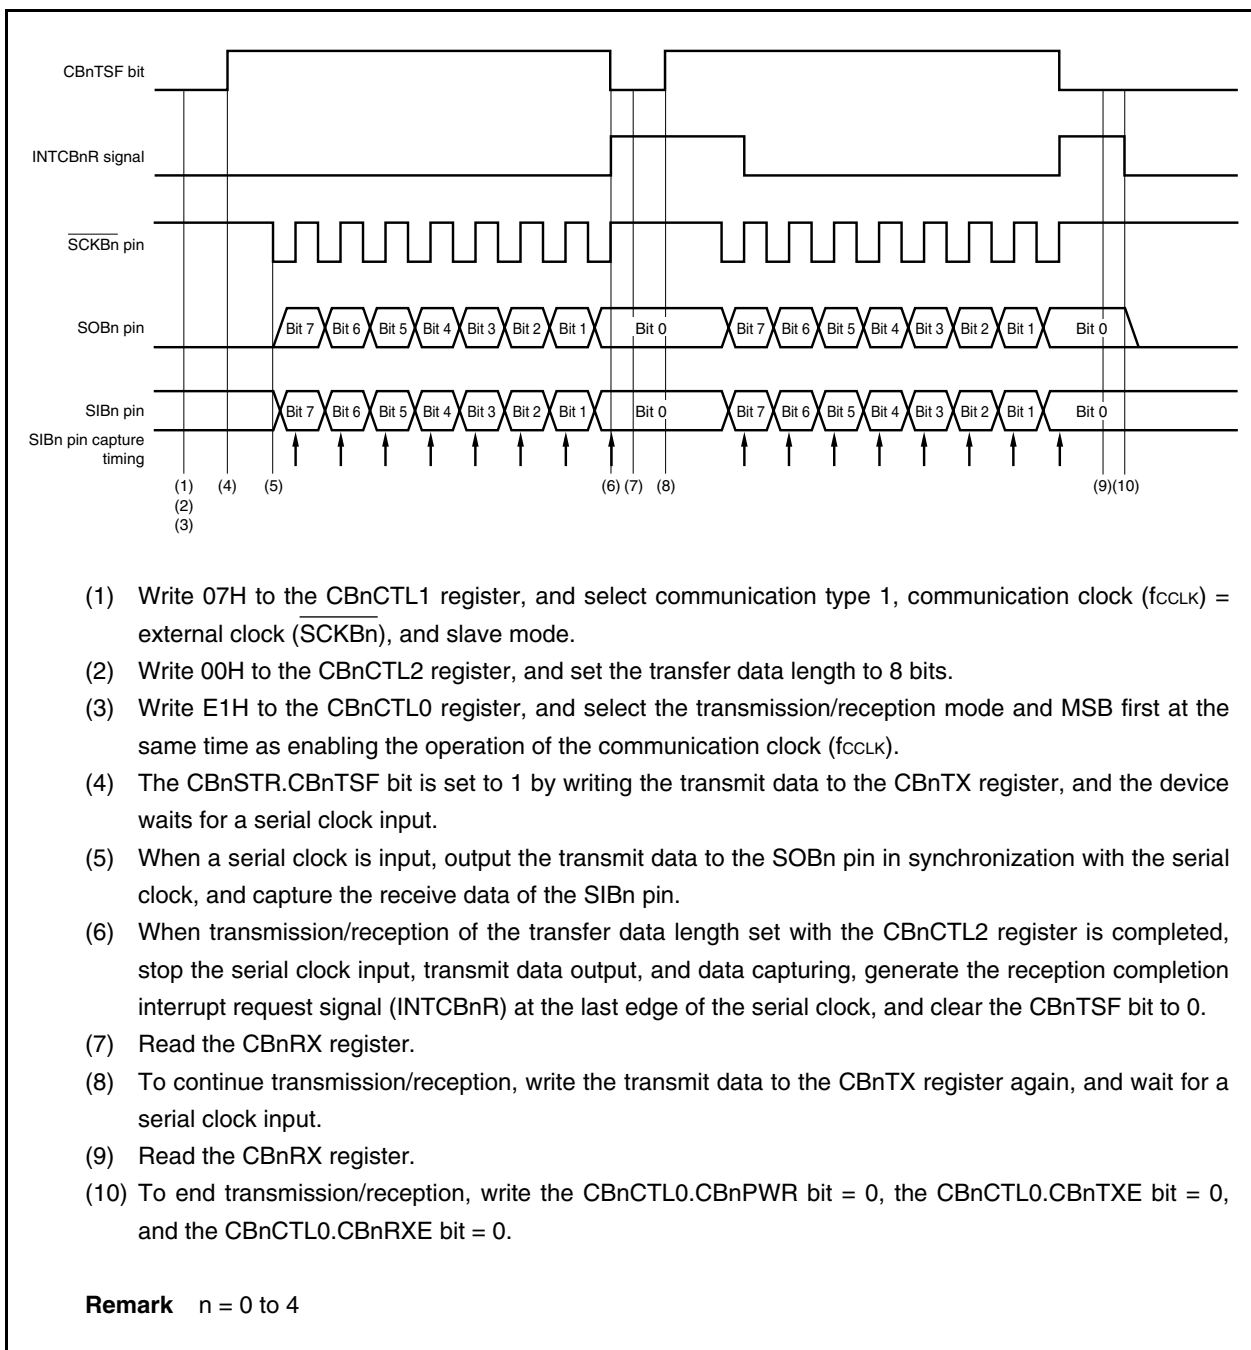 CBnTSF bit
INTCBnR signal
SCKBn pin
SOBn pin
Bit 7 Bit 6 Bit 5 Bit 4 Bit 3 Bit 2 Bit 1 Bit 0 Bit 7 Bit 6 Bit 5 Bit 4 Bit 3 Bit 2 Bit 1 Bit 0
SIBn pin
Bit 7 Bit 6 Bit 5 Bit 4 Bit 3 Bit 2 Bit 1 Bit 0 Bit 7 Bit 6 Bit 5 Bit 4 Bit 3 Bit 2 Bit 1 Bit 0
SIBn pin capture
timing
(1) (4) (5) (6) (7) (8) (9) (10)
(2)
(3)
(1) Write 07H to the CBnCTL1 register, and select communication type 1, communication clock (fCCLK) =
external clock (SCKBn), and slave mode.
(2) Write 00H to the CBnCTL2 register, and set the transfer data length to 8 bits.
(3) Write E1H to the CBnCTL0 register, and select the transmission/reception mode and MSB first at the
same time as enabling the operation of the communication clock (fCCLK).
(4) The CBnSTR.CBnTSF bit is set to 1 by writing the transmit data to the CBnTX register, and the device
waits for a serial clock input.
(5) When a serial clock is input, output the transmit data to the SOBn pin in synchronization with the serial
clock, and capture the receive data of the SIBn pin.
(6) When transmission/reception of the transfer data length set with the CBnCTL2 register is completed,
stop the serial clock input, transmit data output, and data capturing, generate the reception completion
interrupt request signal (INTCBnR) at the last edge of the serial clock, and clear the CBnTSF bit to 0.
(7) Read the CBnRX register.
(8) To continue transmission/reception, write the transmit data to the CBnTX register again, and wait for a
serial clock input.
(9) Read the CBnRX register.
(10) To end transmission/reception, write the CBnCTL0.CBnPWR bit = 0, the CBnCTL0.CBnTXE bit = 0,
and the CBnCTL0.CBnRXE bit = 0.
Remark n = 0 to 4